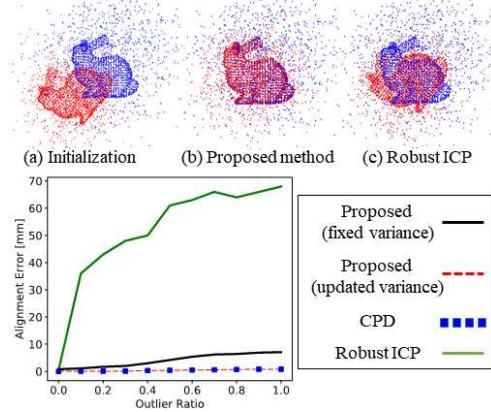 (a) Initialization (b) Proposed method (c) Robust ICP
70
60
50
40
30
20
10
0
Alignment Error [mm]
0.0 0.2 0.4 0.6 0.8 1.0
Outlier Ratio
Proposed
(fixed variance)
Proposed
(updated variance)
CPD
Robust ICP